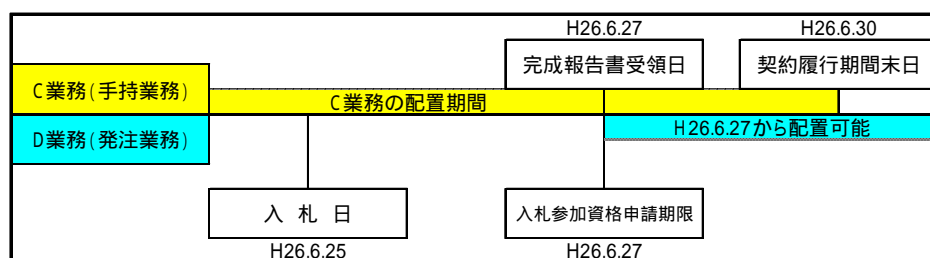 H26.6.27
H26.6.30
完成報告書受領日
契約履行期間末日
C業務(手持業務)
C業務の配置期間
D業務(発注業務)
H26.6.27から配置可能
入 札 日
入札参加資格申請期限
H26.6.25
H26.6.27